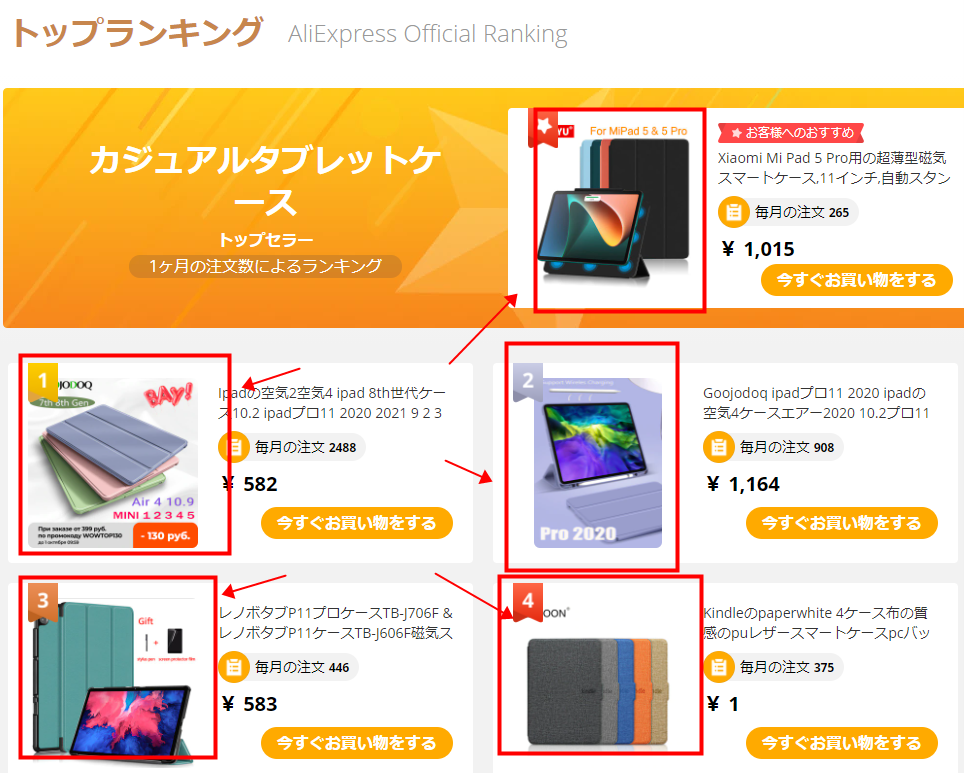 トップランキング AliExpress Official Ranking
カジュアルタブレットケ
ース
トップセラー
1ヶ月の注文数によるランキング
YU®
For MiPad 5 & 5 Pro
お客様へのおすすめ
Xiaomi Mi Pad 5 Pro用の超薄型磁気
スマートケース,11インチ,自動スタン
毎月の注文 265
¥ 1,015
今すぐお買い物をする
1
OJODOQ
7th 8th Gen
BAY!
Air 4 10.9
MINI 1 2 3 4 5
При заказе от 399 руб.
по промокоду WOWTOP130
до 1 октября 09:59
- 130 руб.
Ipadの空気2空気4 ipad 8th世代ケー
ス10.2 ipadプロ11 2020 2021 9 2 3
毎月の注文 2488
¥ 582
今すぐお買い物をする
2
Support Wireless Charging
Pro 2020
Goojodoq ipadプロ11 2020 ipadの
空気4ケースエアー2020 10.2プロ11
毎月の注文 908
¥ 1,164
今すぐお買い物をする
3
Gift
stylus pen
screen protector film
レノボタブP11プロケースTB-J706F &
レノボタブP11ケースTB-J606F磁気ス
毎月の注文 446
¥ 583
今すぐお買い物をする
4
OON®
kindle
Kindleのpaperwhite 4ケース布の質
感のpuレザースマートケースpcバッ
毎月の注文 375
¥ 1
今すぐお買い物をする